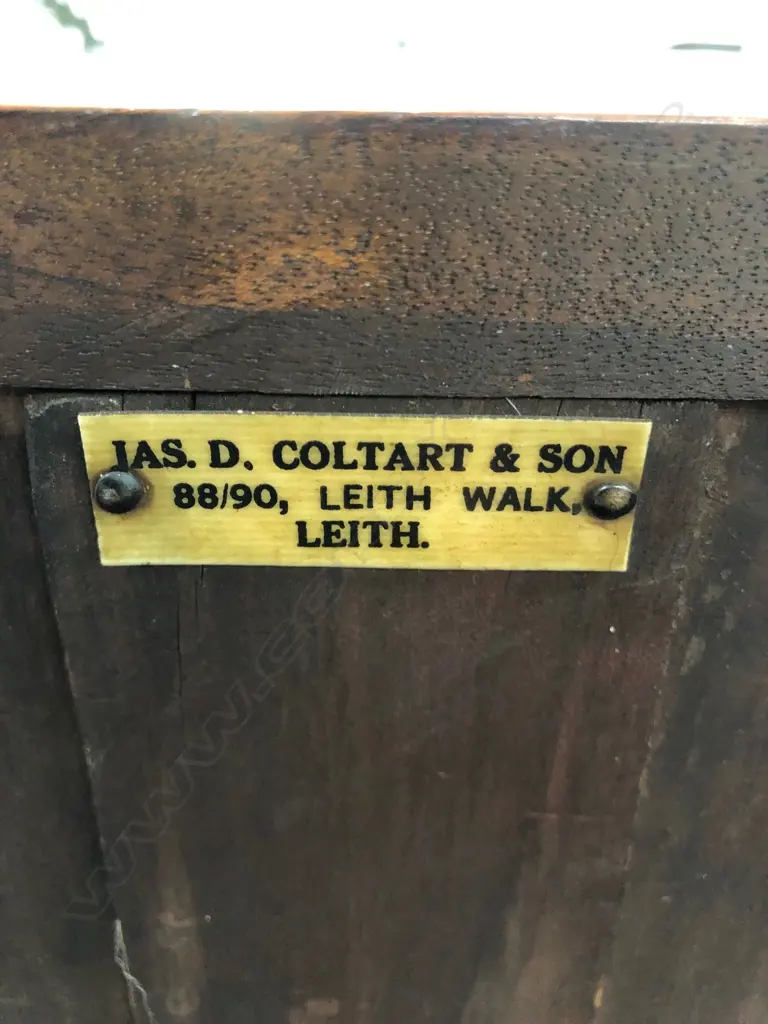 JAS. D. COLTART & SON
88/90, LEITH WALK,
LEITH.